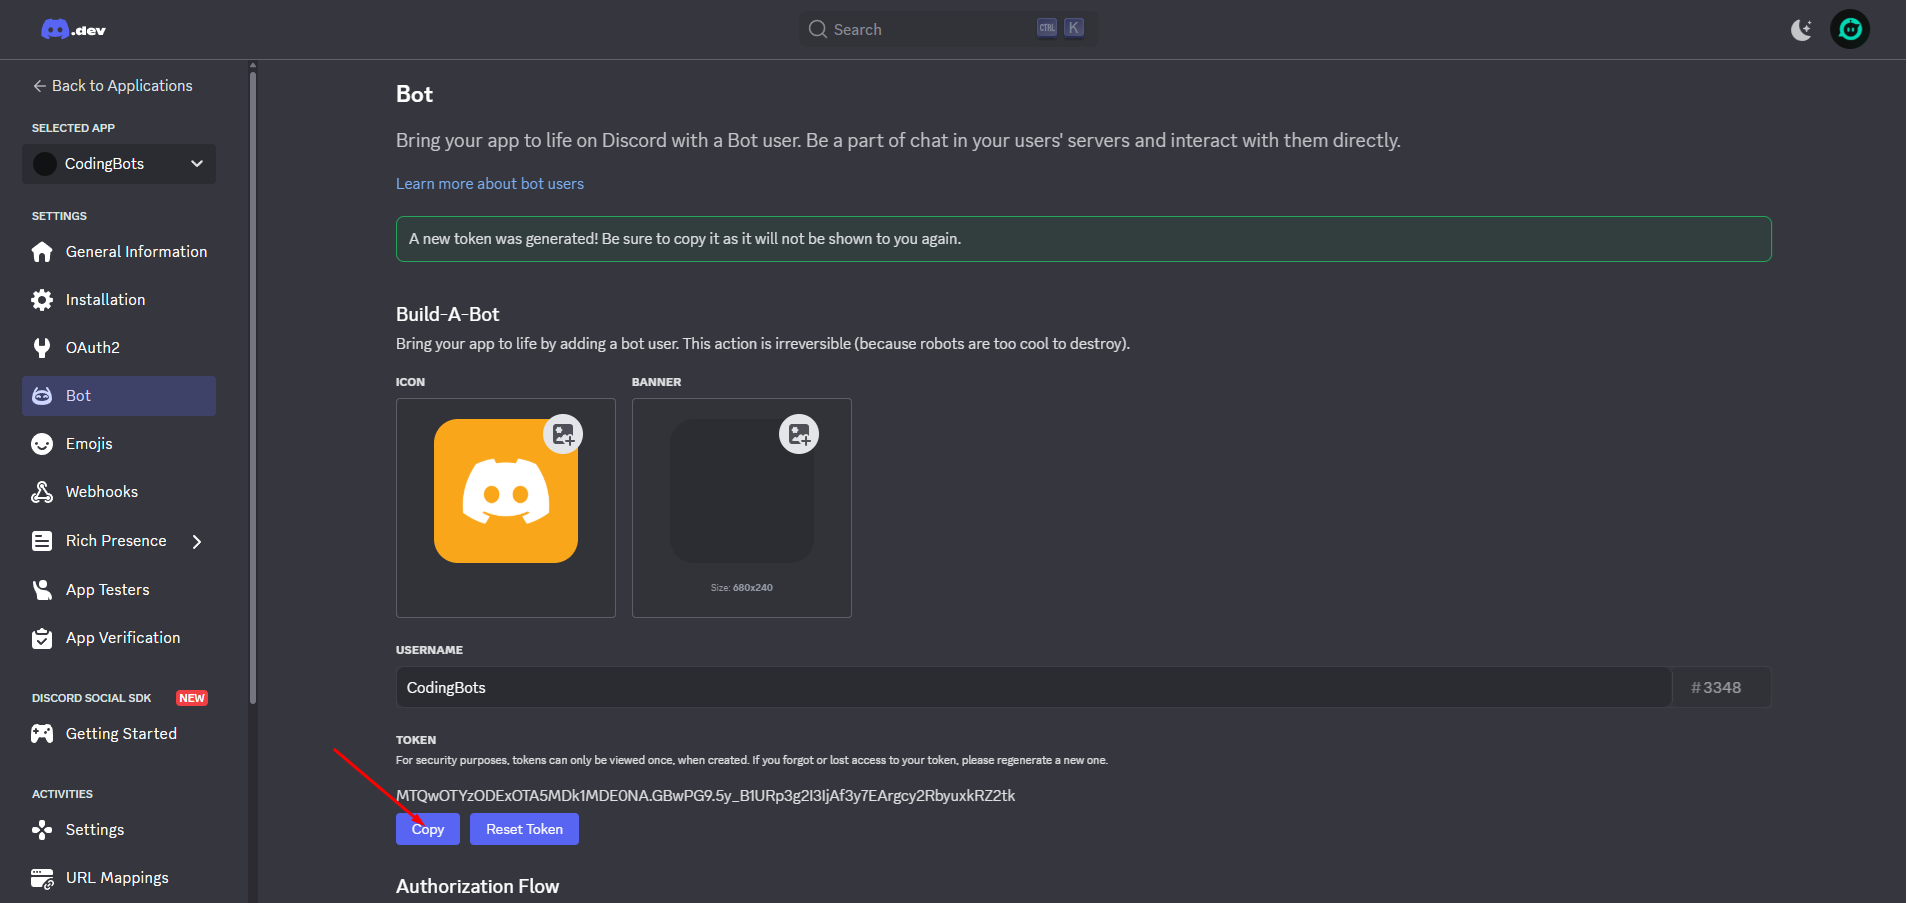 .dev
Search
CTRL K
Back to Applications
SELECTED APP
CodingBots
SETTINGS
General Information
Installation
OAuth2
Bot
Emojis
Webhooks
Rich Presence
App Testers
App Verification
DISCORD SOCIAL SDK NEW
Getting Started
ACTIVITIES
Settings
URL Mappings
Bot
Bring your app to life on Discord with a Bot user. Be a part of chat in your users' servers and interact with them directly.
Learn more about bot users
A new token was generated! Be sure to copy it as it will not be shown to you again.
Build-A-Bot
Bring your app to life by adding a bot user. This action is irreversible (because robots are too cool to destroy).
ICON
BANNER
Size: 680x240
USERNAME
CodingBots
#3348
TOKEN
For security purposes, tokens can only be viewed once, when created. If you forgot or lost access to your token, please regenerate a new one.
MTQwOTYzODExOTA5MDk1MDE0NA.GBwPG9.5y_B1URp3g2l3IjAf3y7EArgcy2RbyuxkRZ2tk
Copy
Reset Token
Authorization Flow